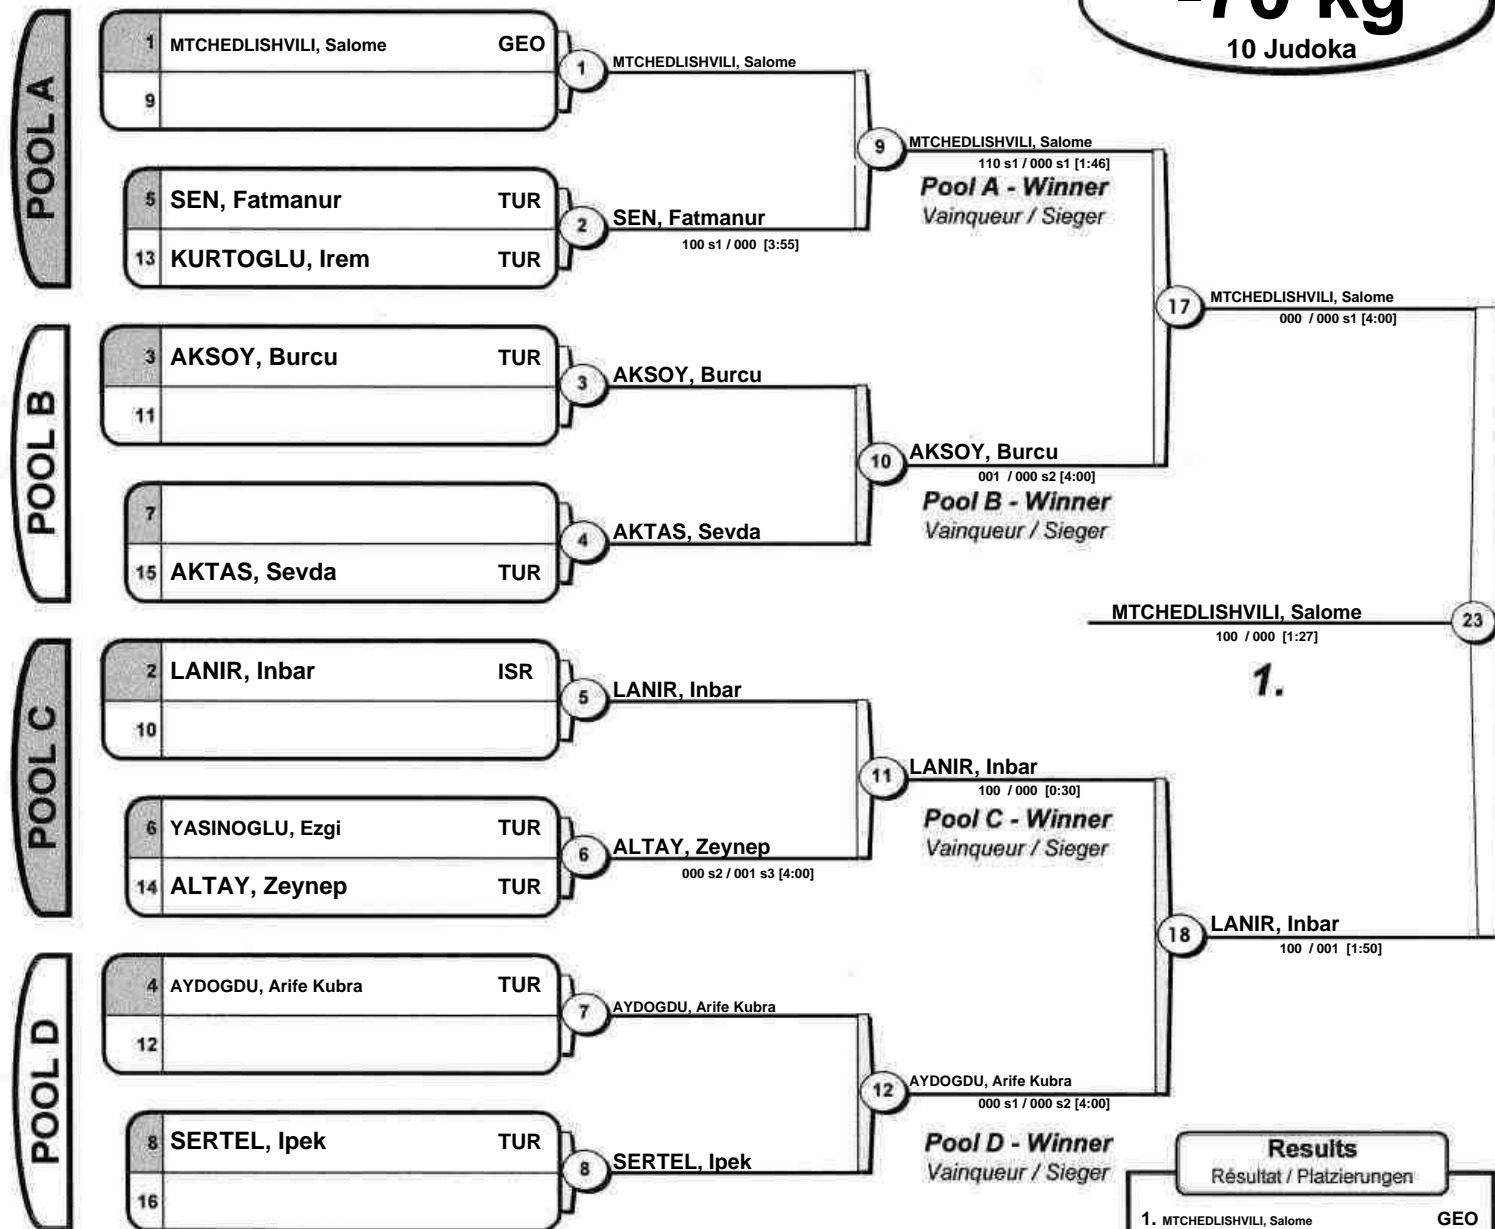 -70 kg
10 Judoka
POOL A
1 MTCHEDLISHVILI, Salome GEO
9
5 SEN, Fatmanur TUR
13 KURTOGLU, Irem TUR
1 MTCHEDLISHVILI, Salome
2 SEN, Fatmanur
100 s1 / 000 [3:55]
9 MTCHEDLISHVILI, Salome
110 s1 / 000 s1 [1:46]
Pool A - Winner
Vainqueur / Sieger
POOL B
3 AKSOY, Burcu TUR
11
7
15 AKTAS, Sevda TUR
3 AKSOY, Burcu
4 AKTAS, Sevda
10 AKSOY, Burcu
001 / 000 s2 [4:00]
Pool B - Winner
Vainqueur / Sieger
17 MTCHEDLISHVILI, Salome
000 / 000 s1 [4:00]
MTCHEDLISHVILI, Salome 23
100 / 000 [1:27]
1.
POOL C
2 LANIR, Inbar ISR
10
6 YASINOGLU, Ezgi TUR
14 ALTAY, Zeynep TUR
5 LANIR, Inbar
6 ALTAY, Zeynep
000 s2 / 001 s3 [4:00]
11 LANIR, Inbar
100 / 000 [0:30]
Pool C - Winner
Vainqueur / Sieger
18 LANIR, Inbar
100 / 001 [1:50]
POOL D
4 AYDOGDU, Arife Kubra TUR
12
8 SERTEL, Ipek TUR
16
7 AYDOGDU, Arife Kubra
8 SERTEL, Ipek
12 AYDOGDU, Arife Kubra
000 s1 / 000 s2 [4:00]
Pool D - Winner
Vainqueur / Sieger
Results
Résultat / Platzierungen
1. MTCHEDLISHVILI, Salome GEO